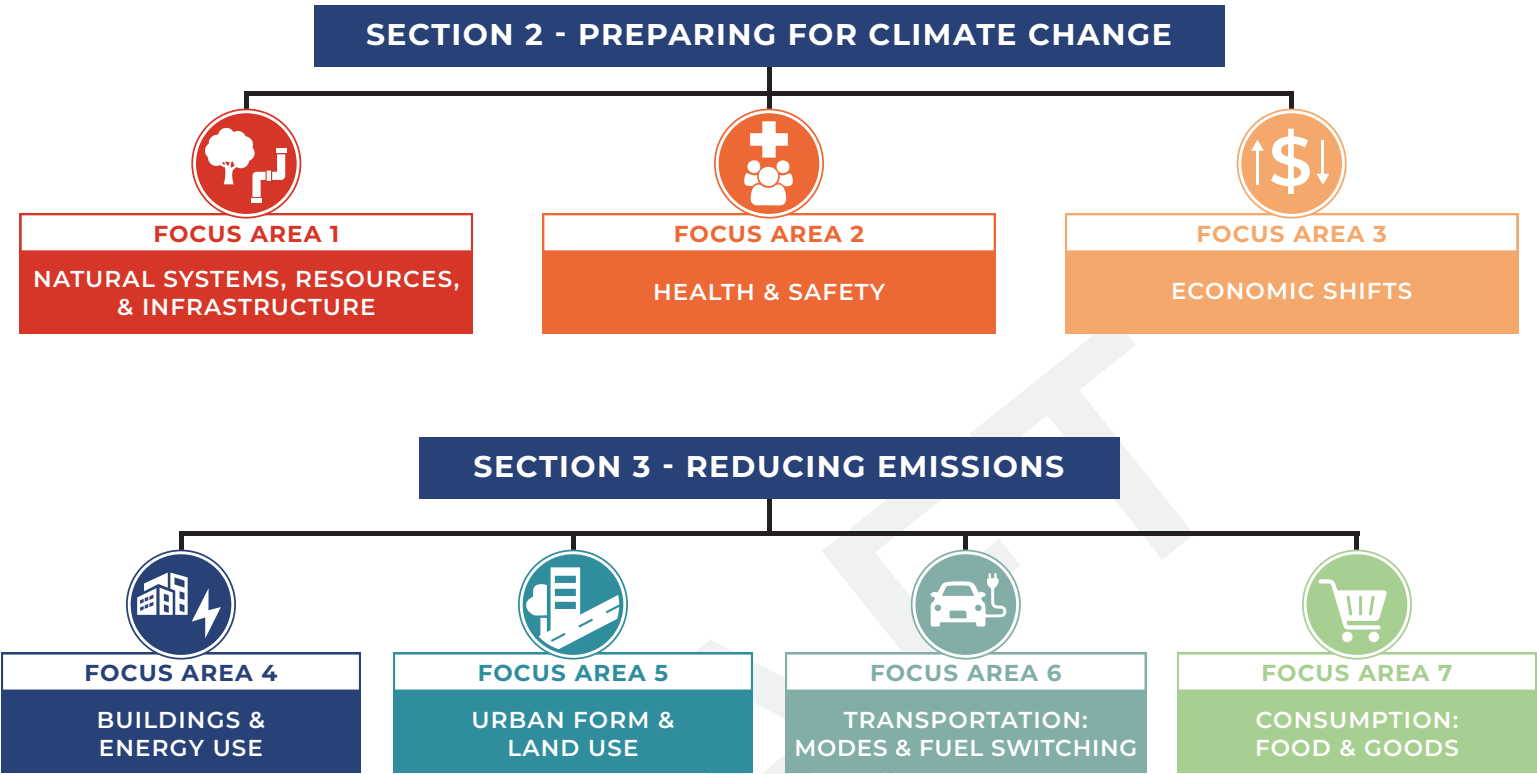 SECTION 2 - PREPARING FOR CLIMATE CHANGE
FOCUS AREA 1
NATURAL SYSTEMS, RESOURCES,
& INFRASTRUCTURE
FOCUS AREA 2
HEALTH & SAFETY
FOCUS AREA 3
ECONOMIC SHIFTS
SECTION 3 - REDUCING EMISSIONS
FOCUS AREA 4
BUILDINGS &
ENERGY USE
FOCUS AREA 5
URBAN FORM &
LAND USE
FOCUS AREA 6
TRANSPORTATION:
MODES & FUEL SWITCHING
FOCUS AREA 7
CONSUMPTION:
FOOD & GOODS